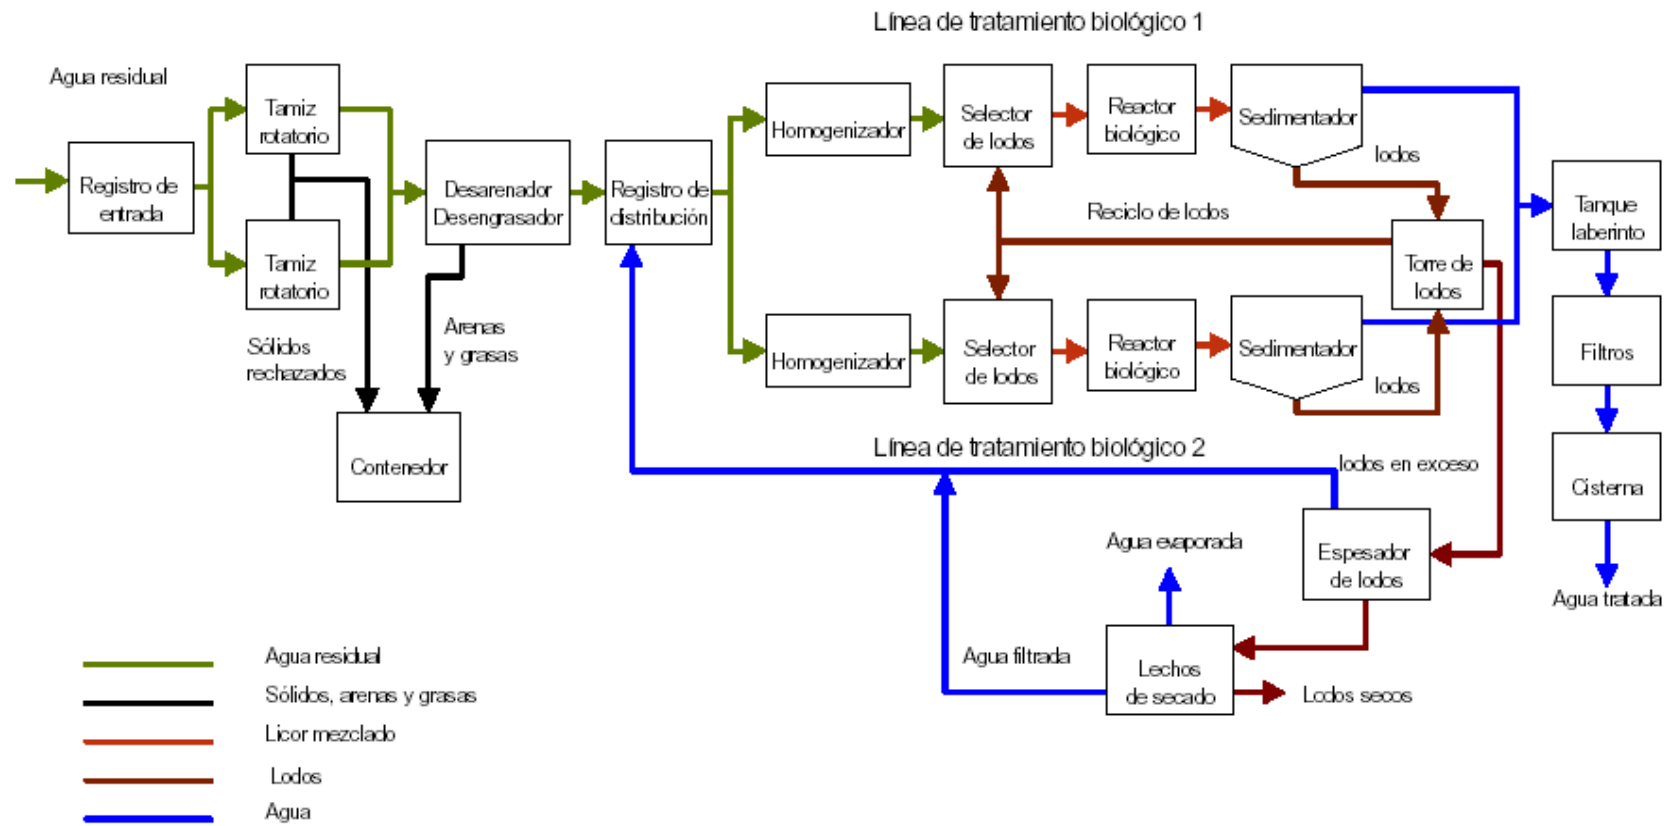 Línea de tratamiento biológico 1
Agua residual
Registro de
entrada
Tamiz
rotatorio
Tamiz
rotatorio
Sólidos
rechazados
Desarenador
Desengrasador
Arenas
y grasas
Contenedor
Registro de
distribución
Homogenizador
Selector
de lodos
Reactor
biológico
Sedimentador
lodos
Reciclo de lodos
Torre de
lodos
Homogenizador
Selector
de lodos
Reactor
biológico
Sedimentador
lodos
Tanque
laberinto
Filtros
Cisterna
Agua tratada
Línea de tratamiento biológico 2
lodos en exceso
Espesador
de lodos
Agua evaporada
Agua filtrada
Lechos
de secado
Lodos secos
Agua residual
Sólidos, arenas y grasas
Licor mezclado
Lodos
Agua